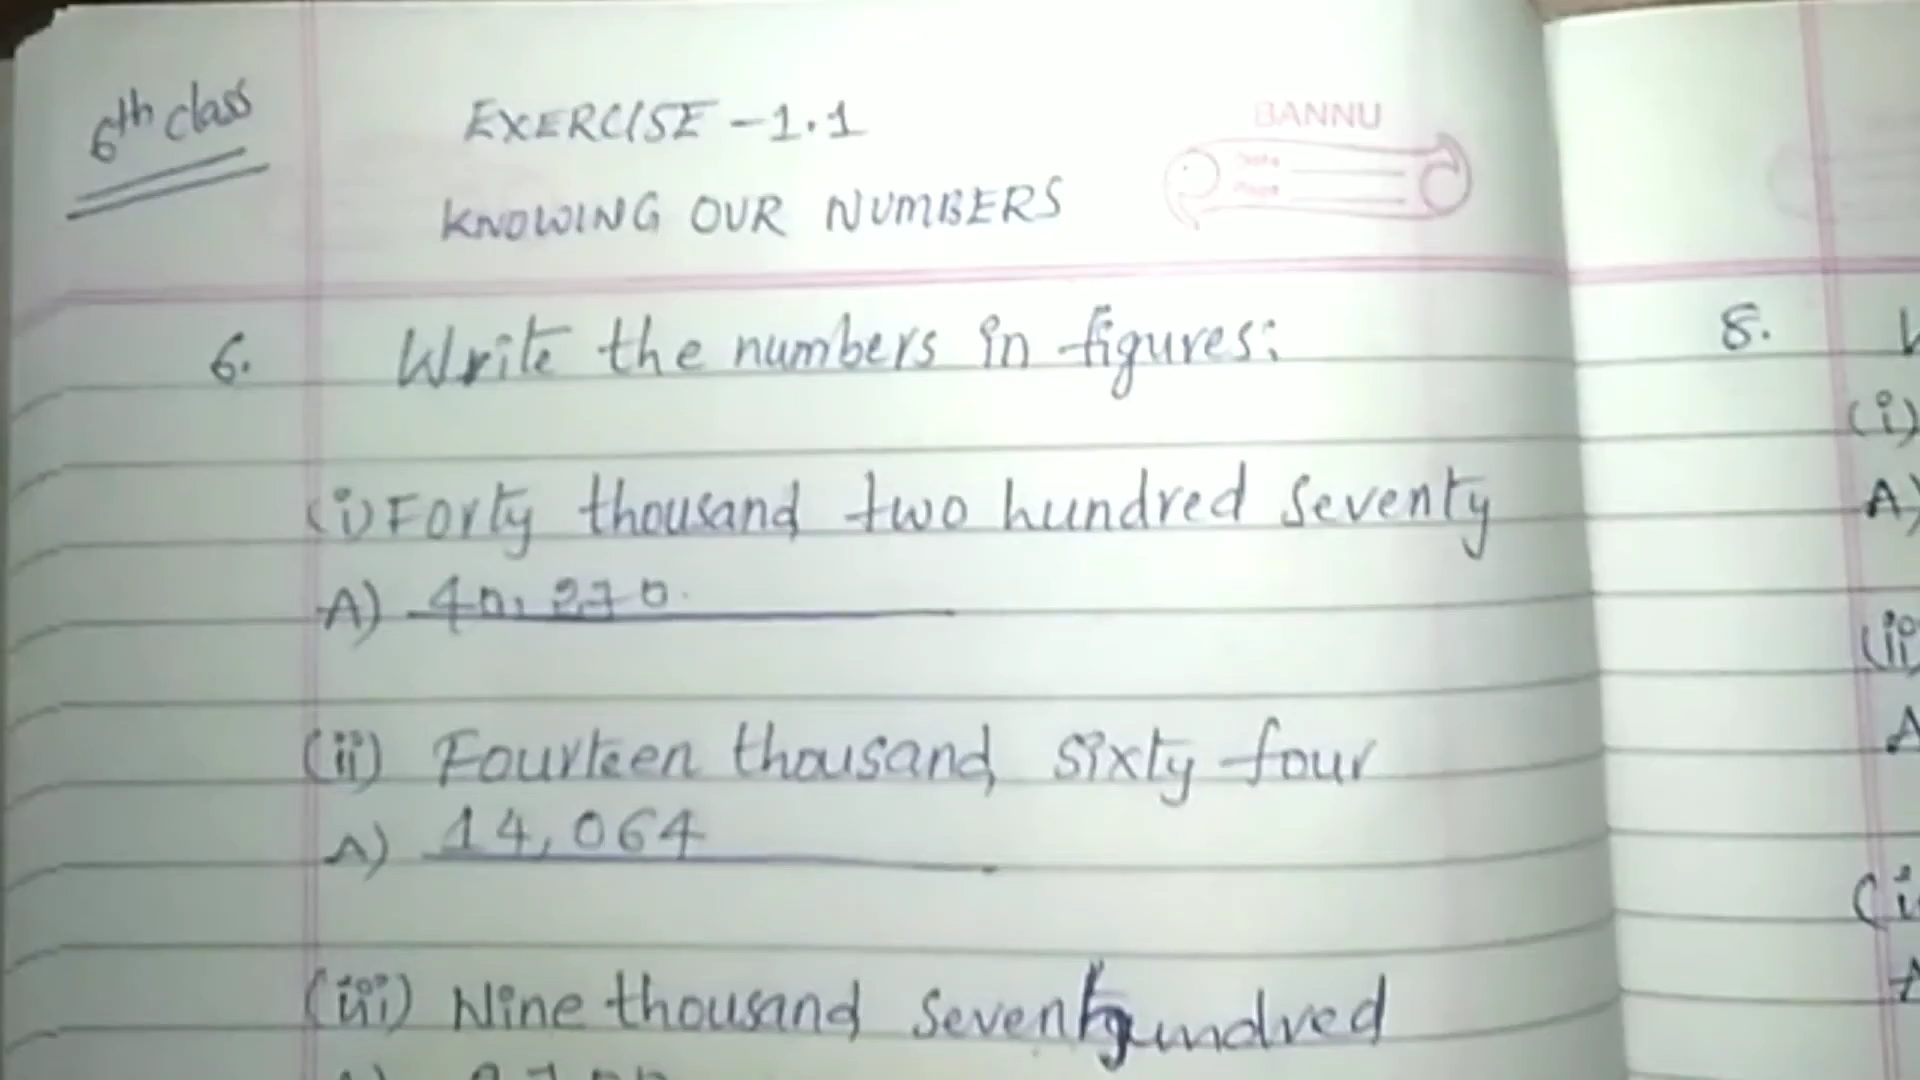 6th class
EXERCISE - 1.1
BANNU
KNOWING OUR NUMBERS
6. Write the numbers in figures:
(i) Forty thousand two hundred seventy
A) 40,270.
(ii) Fourteen thousand, sixty four
A) 14,064
(iii) Nine thousand seven hundred
8.
(i)
A)
(ii)
A